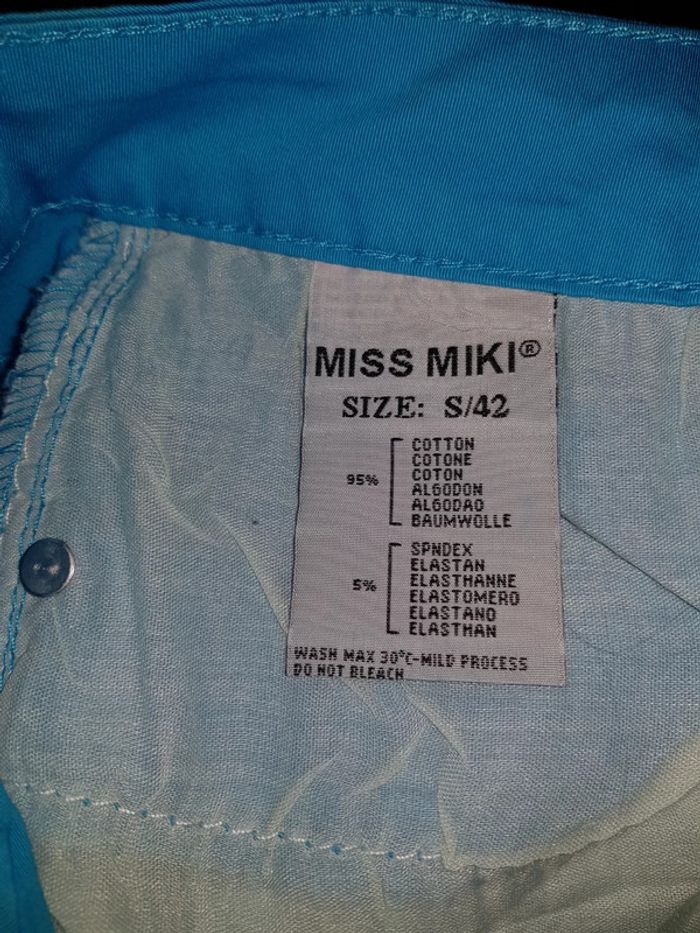 MISS MIKI®
SIZE: S/42
95%
COTTON
COTONE
COTON
ALGODON
ALGODAO
BAUMWOLLE
5%
SPNDEX
ELASTAN
ELASTHANNE
ELASTOMERO
ELASTANO
ELASTHAN
WASH MAX 30°C-MILD PROCESS
DO NOT BLEACH